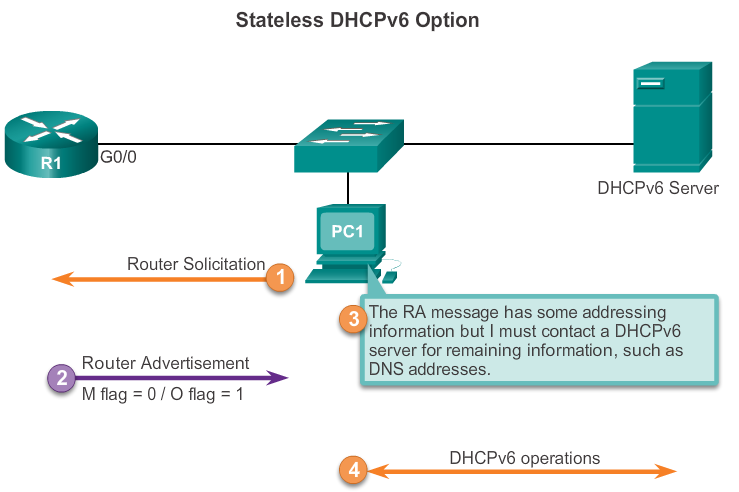 Stateless DHCPv6 Option
R1
G0/0
DHCPv6 Server
PC1
Router Solicitation
1
3
The RA message has some addressing
information but I must contact a DHCPv6
server for remaining information, such as
DNS addresses.
2
Router Advertisement
M flag = 0 / O flag = 1
4
DHCPv6 operations